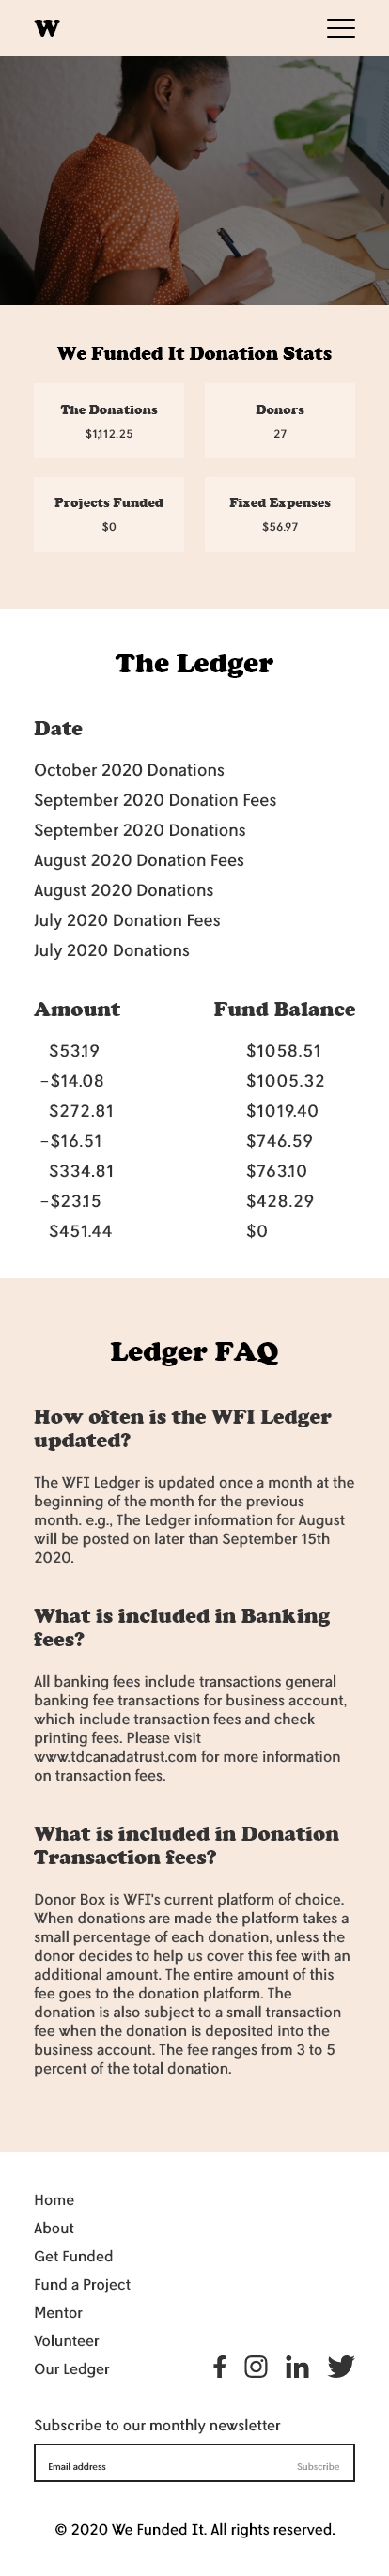 W
We Funded It Donation Stats
The Donations
$1,112.25
Donors
27
Projects Funded
$0
Fixed Expenses
$56.97
The Ledger
Date
October 2020 Donations
September 2020 Donation Fees
September 2020 Donations
August 2020 Donation Fees
August 2020 Donations
July 2020 Donation Fees
July 2020 Donations
Amount
$53.19
-$14.08
$272.81
-$16.51
$334.81
-$23.15
$451.44
Fund Balance
$1058.51
$1005.32
$1019.40
$746.59
$763.10
$428.29
$0
Ledger FAQ
How often is the WFI Ledger
updated?
The WFI Ledger is updated once a month at the
beginning of the month for the previous
month. e.g., The Ledger information for August
will be posted on later than September 15th
2020.
What is included in Banking
fees?
All banking fees include transactions general
banking fee transactions for business account,
which include transaction fees and check
printing fees. Please visit
www.tdcanadatrust.com for more information
on transaction fees.
What is included in Donation
Transaction fees?
Donor Box is WFI's current platform of choice.
When donations are made the platform takes a
small percentage of each donation, unless the
donor decides to help us cover this fee with an
additional amount. The entire amount of this
fee goes to the donation platform. The
donation is also subject to a small transaction
fee when the donation is deposited into the
business account. The fee ranges from 3 to 5
percent of the total donation.
Home
About
Get Funded
Fund a Project
Mentor
Volunteer
Our Ledger
Subscribe to our monthly newsletter
Email address
Subscribe
© 2020 We Funded It. All rights reserved.